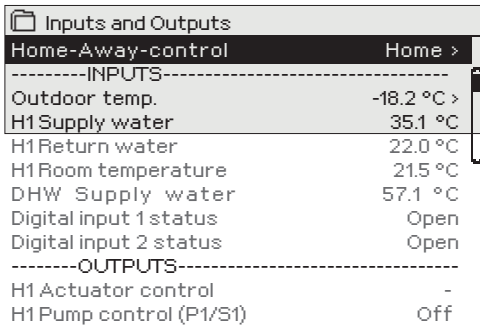 Inputs and Outputs
Home-Away-control Home >
---------INPUTS---------------------------------
Outdoor temp. -18.2 °C >
H1 Supply water 35.1 °C
H1 Return water 22.0 °C
H1 Room temperature 21.5 °C
DHW Supply water 57.1 °C
Digital input 1 status Open
Digital input 2 status Open
--------OUTPUTS---------------------------------
H1 Actuator control -
H1 Pump control (P1/S1) Off